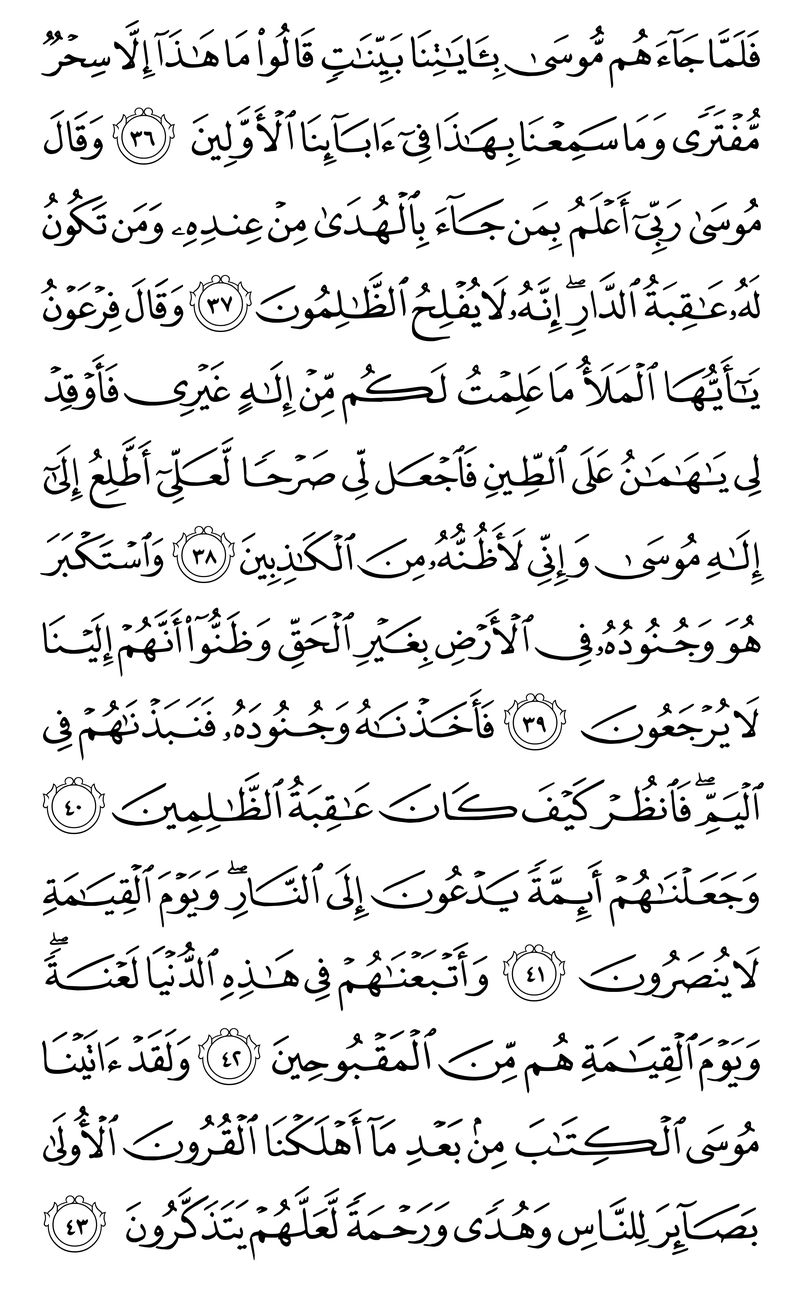 فَلَمَّا جَآءَهُم مُّوسَىٰ بِـَٔايَـٰتِنَا بَيِّنَـٰتٍ قَالُوا۟ مَا هَـٰذَآ إِلَّا سِحْرٌ
مُّفْتَرًى وَمَا سَمِعْنَا بِهَـٰذَا فِىٓ ءَابَآئِنَا ٱلْأَوَّلِينَ ٣٦ وَقَالَ
مُوسَىٰ رَبِّىٓ أَعْلَمُ بِمَن جَآءَ بِٱلْهُدَىٰ مِنْ عِندِهِۦ وَمَن تَكُونُ
لَهُۥ عَـٰقِبَةُ ٱلدَّارِ ۖ إِنَّهُۥ لَا يُفْلِحُ ٱلظَّـٰلِمُونَ ٣٧ وَقَالَ فِرْعَوْنُ
يَـٰٓأَيُّهَا ٱلْمَلَأُ مَا عَلِمْتُ لَكُم مِّنْ إِلَـٰهٍ غَيْرِى فَأَوْقِدْ
لِى يَـٰهَـٰمَـٰنُ عَلَى ٱلطِّينِ فَٱجْعَل لِّى صَرْحًا لَّعَلِّىٓ أَطَّلِعُ إِلَىٰٓ
إِلَـٰهِ مُوسَىٰ وَإِنِّى لَأَظُنُّهُۥ مِنَ ٱلْكَـٰذِبِينَ ٣٨ وَٱسْتَكْبَرَ
هُوَ وَجُنُودُهُۥ فِى ٱلْأَرْضِ بِغَيْرِ ٱلْحَقِّ وَظَنُّوٓا۟ أَنَّهُمْ إِلَيْنَا
لَا يُرْجَعُونَ ٣٩ فَأَخَذْنَـٰهُ وَجُنُودَهُۥ فَنَبَذْنَـٰهُمْ فِى
ٱلْيَمِّ ۖ فَٱنظُرْ كَيْفَ كَانَ عَـٰقِبَةُ ٱلظَّـٰلِمِينَ ٤٠
وَجَعَلْنَـٰهُمْ أَئِمَّةً يَدْعُونَ إِلَى ٱلنَّارِ ۖ وَيَوْمَ ٱلْقِيَـٰمَةِ
لَا يُنصَرُونَ ٤١ وَأَتْبَعْنَـٰهُمْ فِى هَـٰذِهِ ٱلدُّنْيَا لَعْنَةً ۖ
وَيَوْمَ ٱلْقِيَـٰمَةِ هُم مِّنَ ٱلْمَقْبُوحِينَ ٤٢ وَلَقَدْ ءَاتَيْنَا
مُوسَى ٱلْكِتَـٰبَ مِنۢ بَعْدِ مَآ أَهْلَكْنَا ٱلْقُرُونَ ٱلْأُولَىٰ
بَصَآئِرَ لِلنَّاسِ وَهُدًى وَرَحْمَةً لَّعَلَّهُمْ يَتَذَكَّرُونَ ٤٣